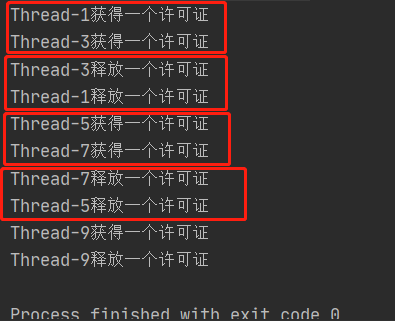 Thread-1获得一个许可证
Thread-3获得一个许可证
Thread-3释放一个许可证
Thread-1释放一个许可证
Thread-5获得一个许可证
Thread-7获得一个许可证
Thread-7释放一个许可证
Thread-5释放一个许可证
Thread-9获得一个许可证
Thread-9释放一个许可证
Process finished with exit code 0